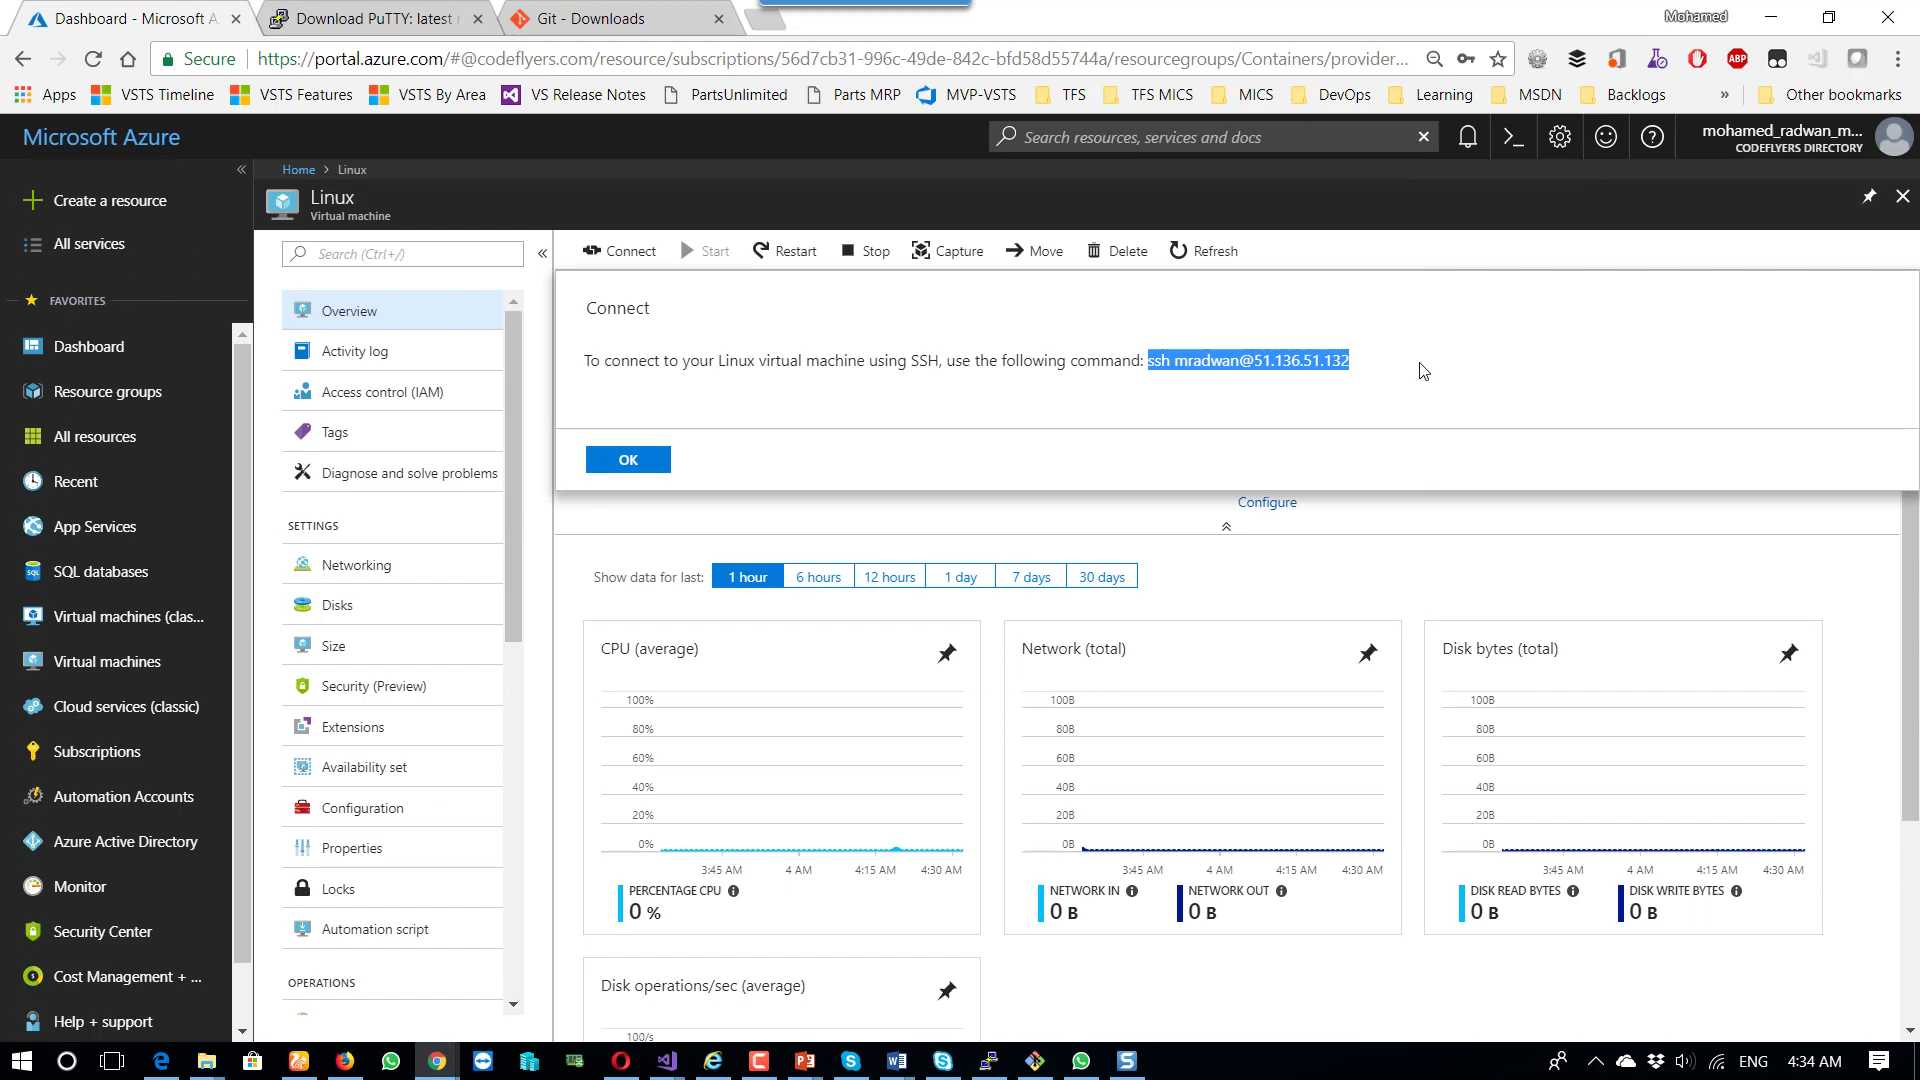 Dashboard - Microsoft A
Download PuTTY: latest
Git - Downloads
Mohamed
Secure
https://portal.azure.com/#@codeflyers.com/resource/subscriptions/56d7cb31-996c-49de-842c-bfd58d55744a/resourcegroups/Containers/provider...
ABP
Apps
VSTS Timeline
VSTS Features
VSTS By Area
VS Release Notes
PartsUnlimited
Parts MRP
MVP-VSTS
TFS
TFS MICS
MICS
DevOps
Learning
MSDN
Backlogs
»
Other bookmarks
Microsoft Azure
Search resources, services and docs
mohamed_radwan_m...
CODEFLYERS DIRECTORY
Home > Linux
Linux
Virtual machine
Create a resource
All services
FAVORITES
Dashboard
Resource groups
All resources
Recent
App Services
SQL databases
Virtual machines (clas...
Virtual machines
Cloud services (classic)
Subscriptions
Automation Accounts
Azure Active Directory
Monitor
Security Center
Cost Management + ...
Help + support
Search (Ctrl+/)
Overview
Activity log
Access control (IAM)
Tags
Diagnose and solve problems
SETTINGS
Networking
Disks
Size
Security (Preview)
Extensions
Availability set
Configuration
Properties
Locks
Automation script
OPERATIONS
Connect
Start
Restart
Stop
Capture
Move
Delete
Refresh
Connect
To connect to your Linux virtual machine using SSH, use the following command: ssh mradwan@51.136.51.132
OK
Configure
Show data for last:
1 hour
6 hours
12 hours
1 day
7 days
30 days
CPU (average)
100%
80%
60%
40%
20%
0%
3:45 AM
4 AM
4:15 AM
4:30 AM
PERCENTAGE CPU
0 %
Network (total)
100B
80B
60B
40B
20B
0B
3:45 AM
4 AM
4:15 AM
4:30 AM
NETWORK IN
0 B
NETWORK OUT
0 B
Disk bytes (total)
100B
80B
60B
40B
20B
0B
3:45 AM
4 AM
4:15 AM
4:30 AM
DISK READ BYTES
0 B
DISK WRITE BYTES
0 B
Disk operations/sec (average)
100/s
ENG
4:34 AM